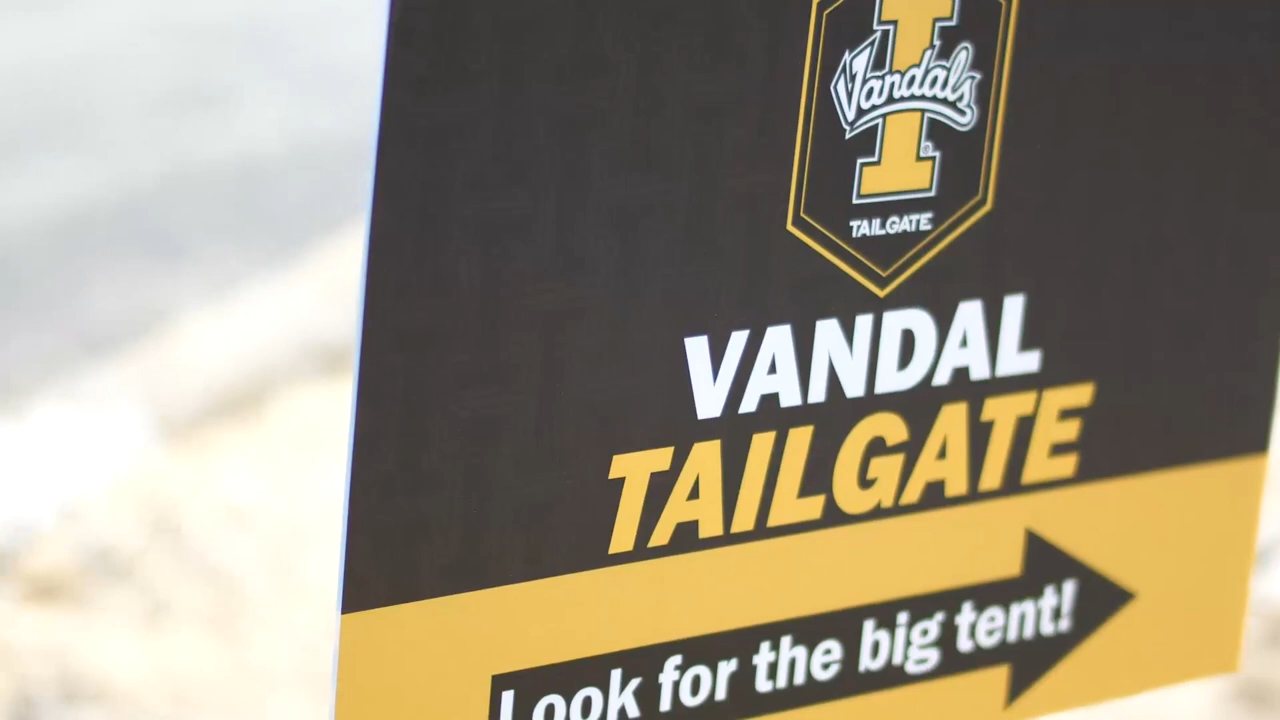 I
Vandals
®
TAILGATE
VANDAL
TAILGATE
Look for the big tent!